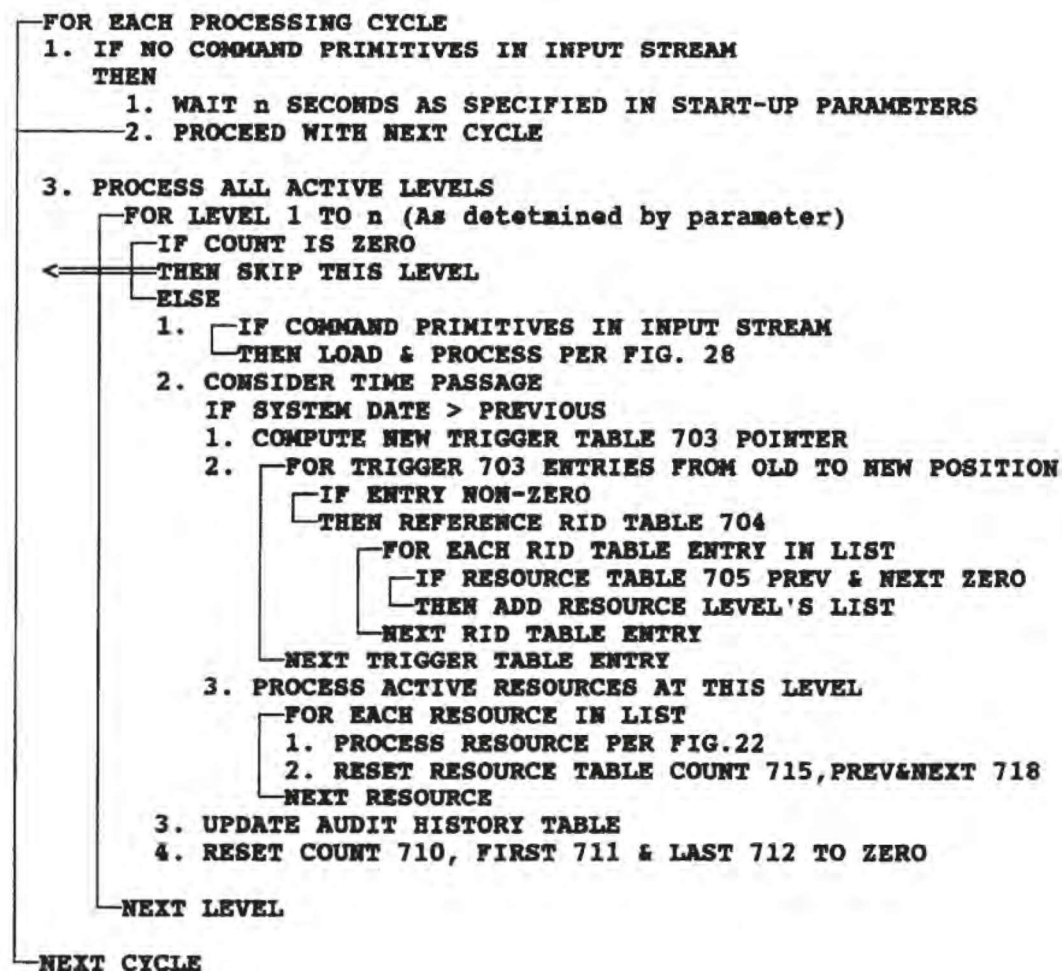 FOR EACH PROCESSING CYCLE
1. IF NO COMMAND PRIMITIVES IN INPUT STREAM
THEN
1. WAIT n SECONDS AS SPECIFIED IN START-UP PARAMETERS
2. PROCEED WITH NEXT CYCLE
3. PROCESS ALL ACTIVE LEVELS
FOR LEVEL 1 TO n (As detetmined by parameter)
IF COUNT IS ZERO
THEN SKIP THIS LEVEL
ELSE
1. IF COMMAND PRIMITIVES IN INPUT STREAM
THEN LOAD & PROCESS PER FIG. 28
2. CONSIDER TIME PASSAGE
IF SYSTEM DATE > PREVIOUS
1. COMPUTE NEW TRIGGER TABLE 703 POINTER
2. FOR TRIGGER 703 ENTRIES FROM OLD TO NEW POSITION
IF ENTRY NON-ZERO
THEN REFERENCE RID TABLE 704
FOR EACH RID TABLE ENTRY IN LIST
IF RESOURCE TABLE 705 PREV & NEXT ZERO
THEN ADD RESOURCE LEVEL'S LIST
NEXT RID TABLE ENTRY
NEXT TRIGGER TABLE ENTRY
3. PROCESS ACTIVE RESOURCES AT THIS LEVEL
FOR EACH RESOURCE IN LIST
1. PROCESS RESOURCE PER FIG.22
2. RESET RESOURCE TABLE COUNT 715,PREV&NEXT 718
NEXT RESOURCE
3. UPDATE AUDIT HISTORY TABLE
4. RESET COUNT 710, FIRST 711 & LAST 712 TO ZERO
NEXT LEVEL
NEXT CYCLE